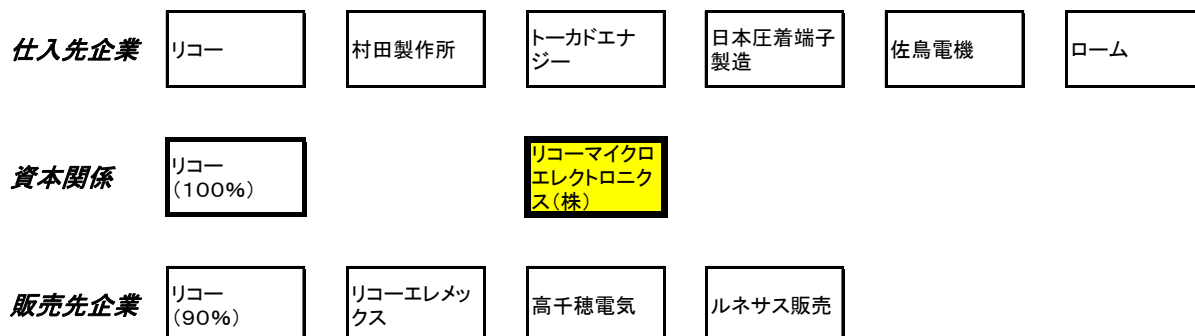 仕入先企業
リコー
村田製作所
トーカドエナ
ジー
日本圧着端子
製造
佐鳥電機
ローム
資本関係
リコー
（100%）
リコーマイクロ
エレクトロニク
ス（株）
販売先企業
リコー
（90%）
リコーエレメッ
クス
高千穂電気
ルネサス販売